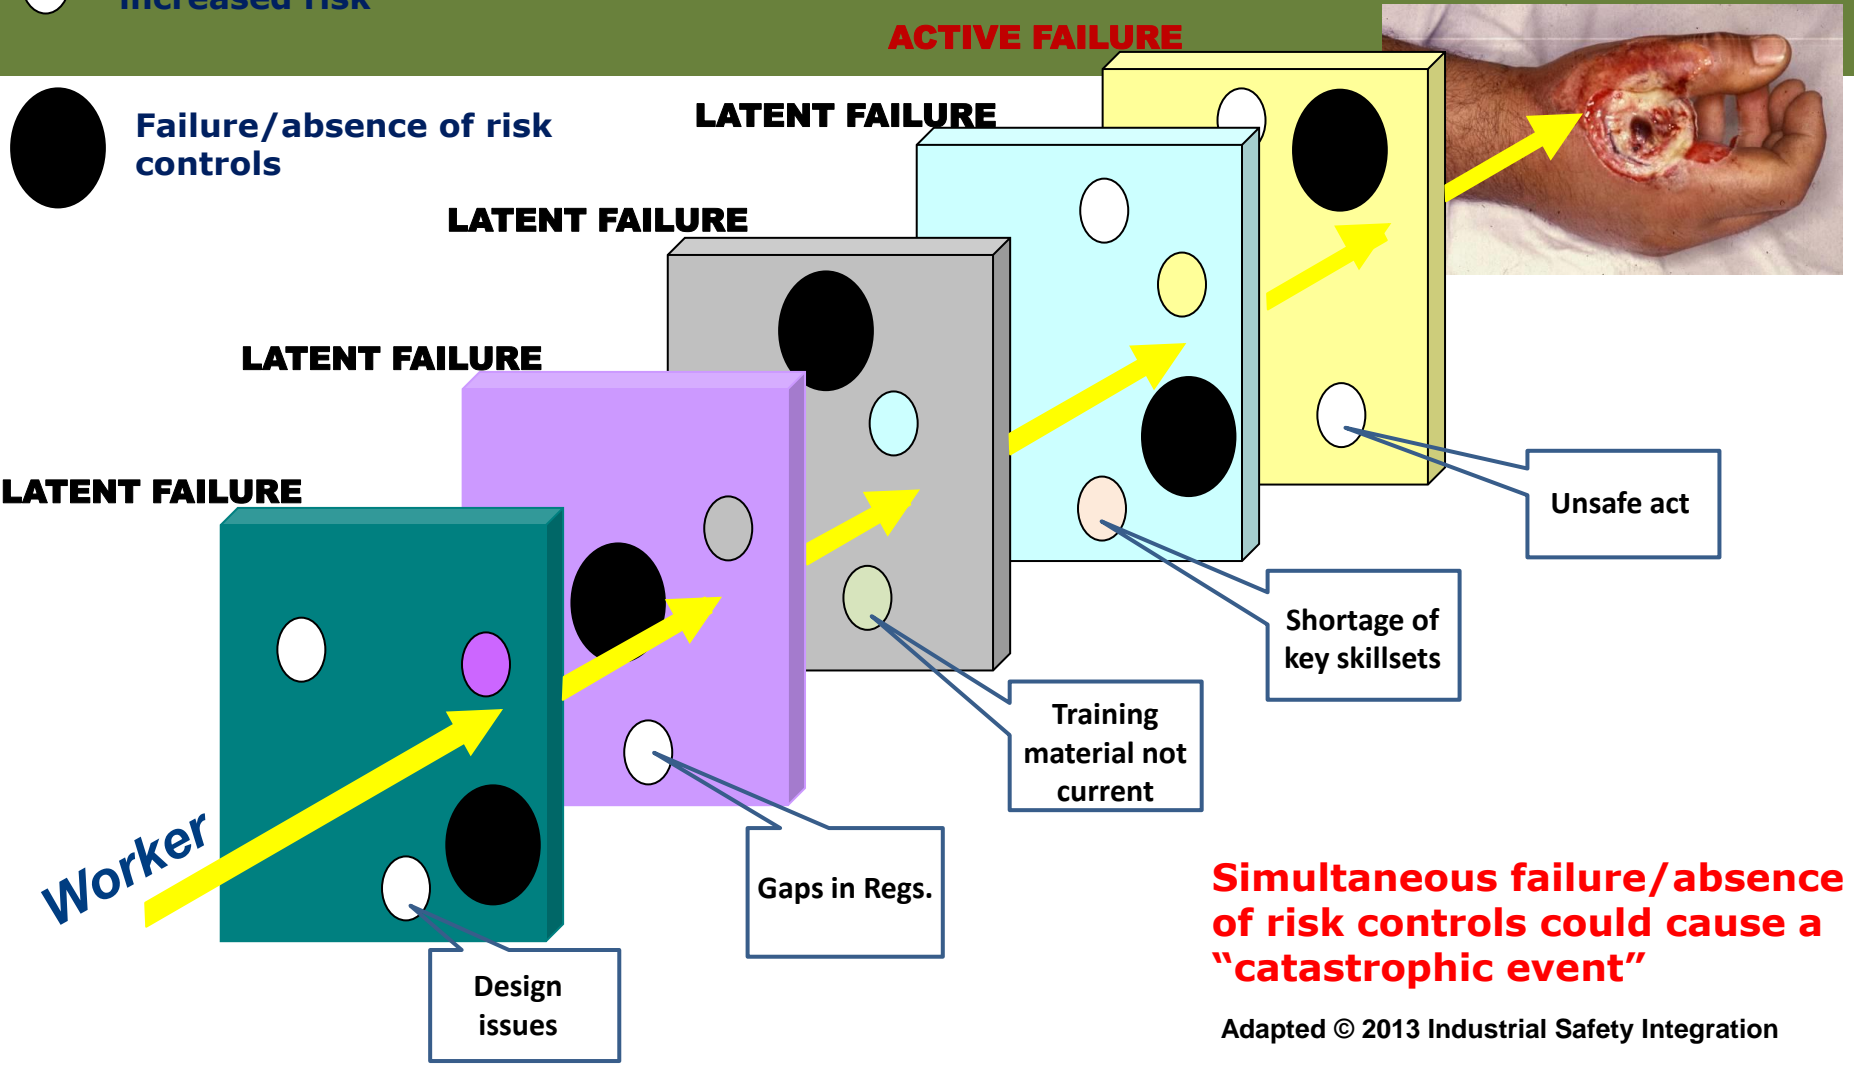 increased risk
ACTIVE FAILURE
Failure/absence of risk
controls
LATENT FAILURE
LATENT FAILURE
LATENT FAILURE
LATENT FAILURE
Worker
Unsafe act
Shortage of
key skillsets
Training
material not
current
Gaps in Regs.
Design
issues
Simultaneous failure/absence
of risk controls could cause a
“catastrophic event”
Adapted © 2013 Industrial Safety Integration